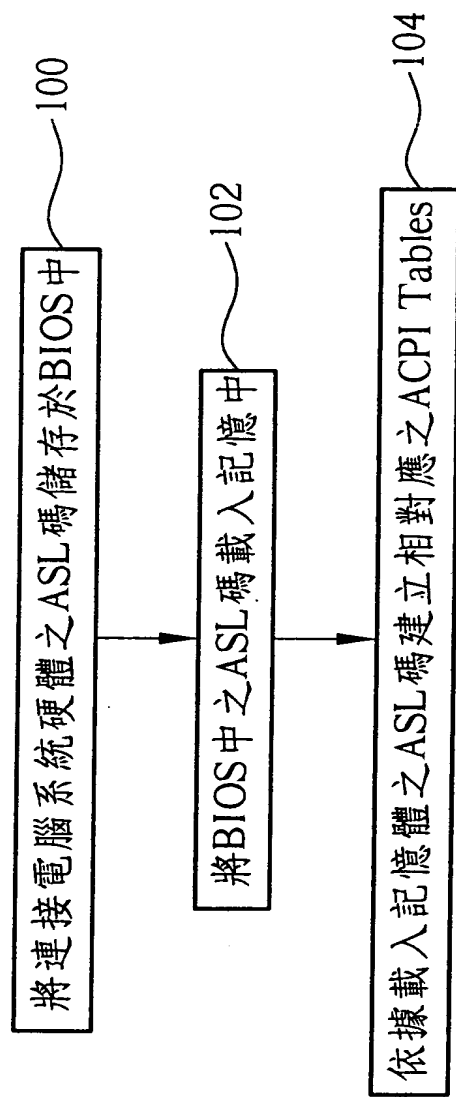 將連接電腦系統硬體之ASL碼儲存於BIOS中
100
將BIOS中之ASL碼載入記憶中
102
依據載入記憶體之ASL碼建立相對應之ACPI Tables
104